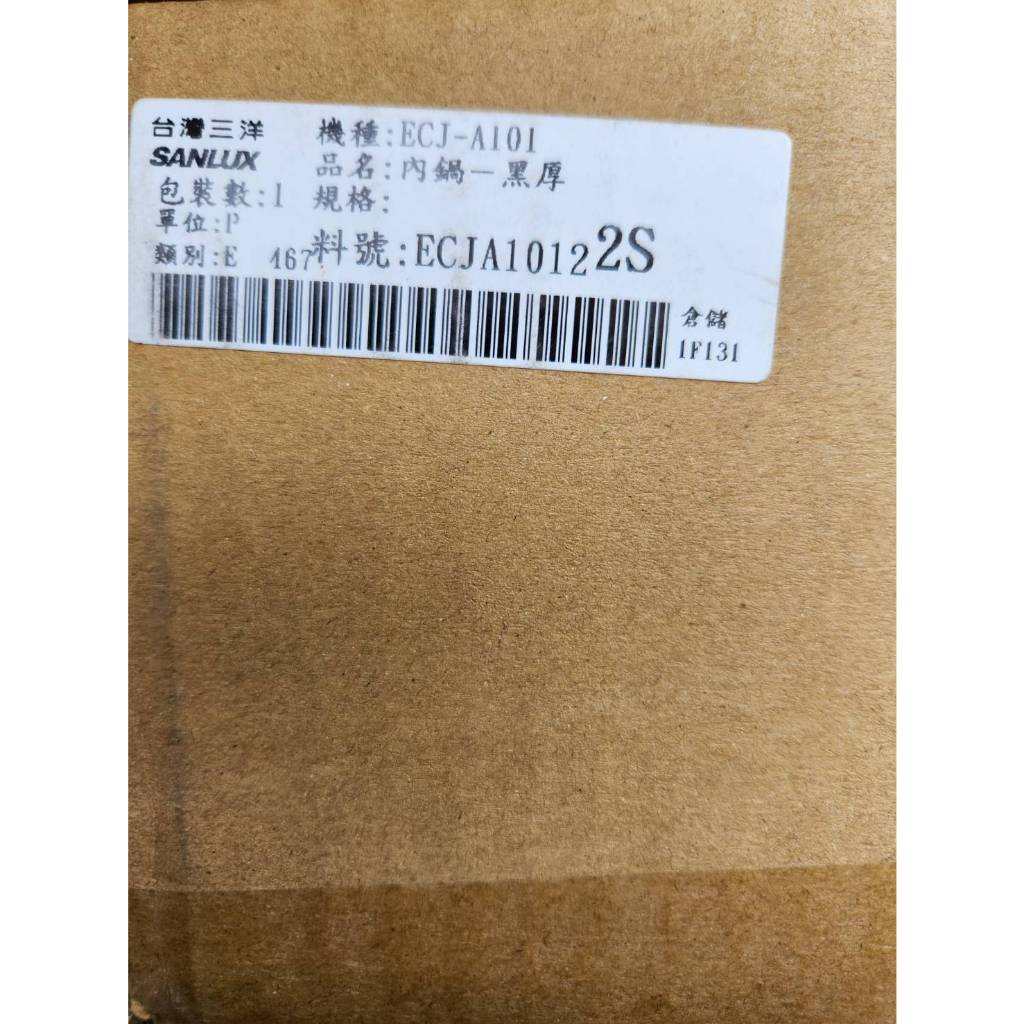 台灣三洋
SANLUX
包裝數:1
單位:P
類別:E 467
機種:ECJ-A101
品名:內鍋－黑厚
規格:
料號:ECJA10122S
倉儲
1F131